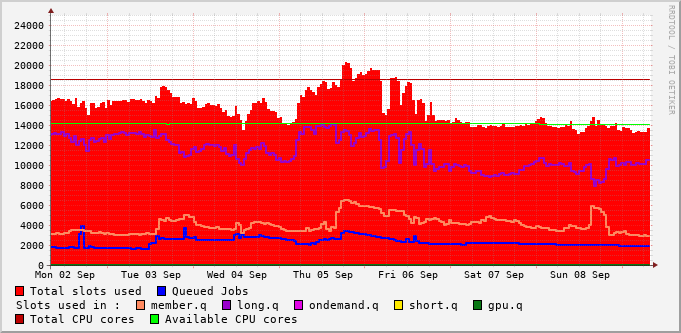 24000
22000
20000
18000
16000
14000
12000
10000
8000
6000
4000
2000
0
Mon 02 Sep Tue 03 Sep Wed 04 Sep Thu 05 Sep Fri 06 Sep Sat 07 Sep Sun 08 Sep
RRDTOOL / TOBI OETIKER
Total slots used Queued Jobs
Slots used in : member.q long.q ondemand.q short.q gpu.q
Total CPU cores Available CPU cores